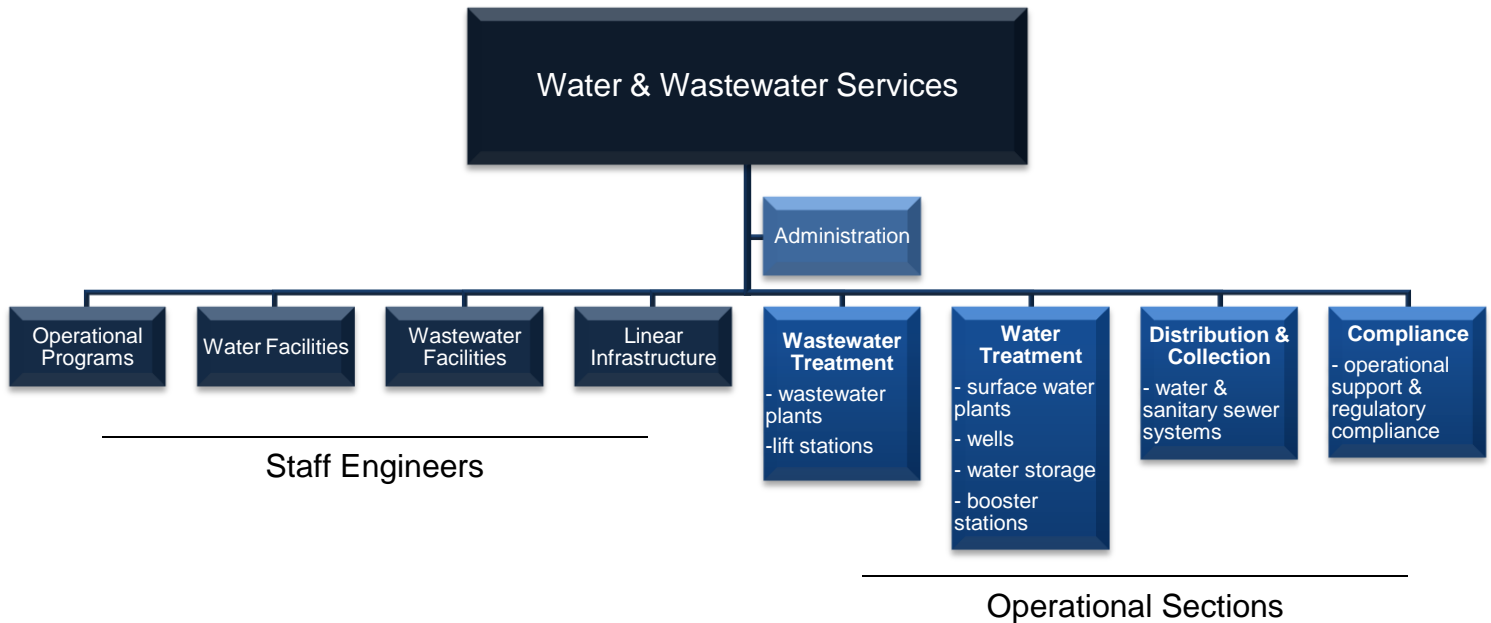 Water & Wastewater Services
Administration
Operational
Programs
Water Facilities
Wastewater
Facilities
Linear
Infrastructure
Wastewater
Treatment
- wastewater
plants
-lift stations
Water
Treatment
- surface water
plants
- wells
- water storage
- booster
stations
Distribution &
Collection
- water &
sanitary sewer
systems
Compliance
- operational
support &
regulatory
compliance
Staff Engineers
Operational Sections